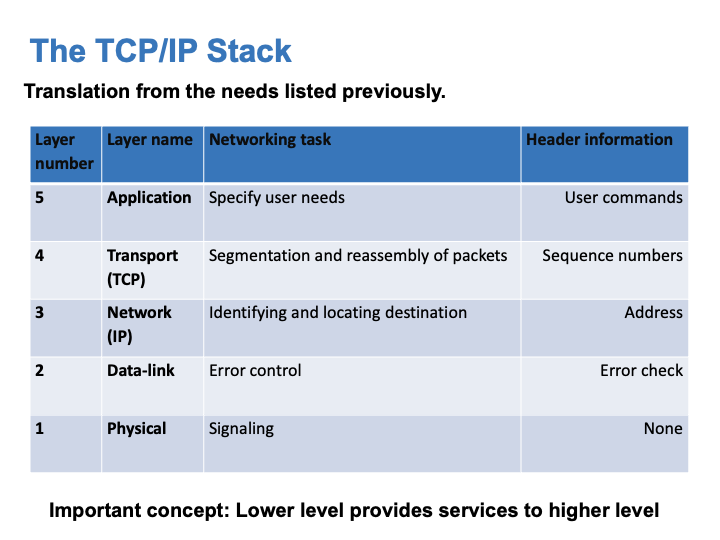 The TCP/IP Stack
Translation from the needs listed previously.
Layer number Layer name Networking task Header information
5 Application Specify user needs User commands
4 Transport (TCP) Segmentation and reassembly of packets Sequence numbers
3 Network (IP) Identifying and locating destination Address
2 Data-link Error control Error check
1 Physical Signaling None
Important concept: Lower level provides services to higher level